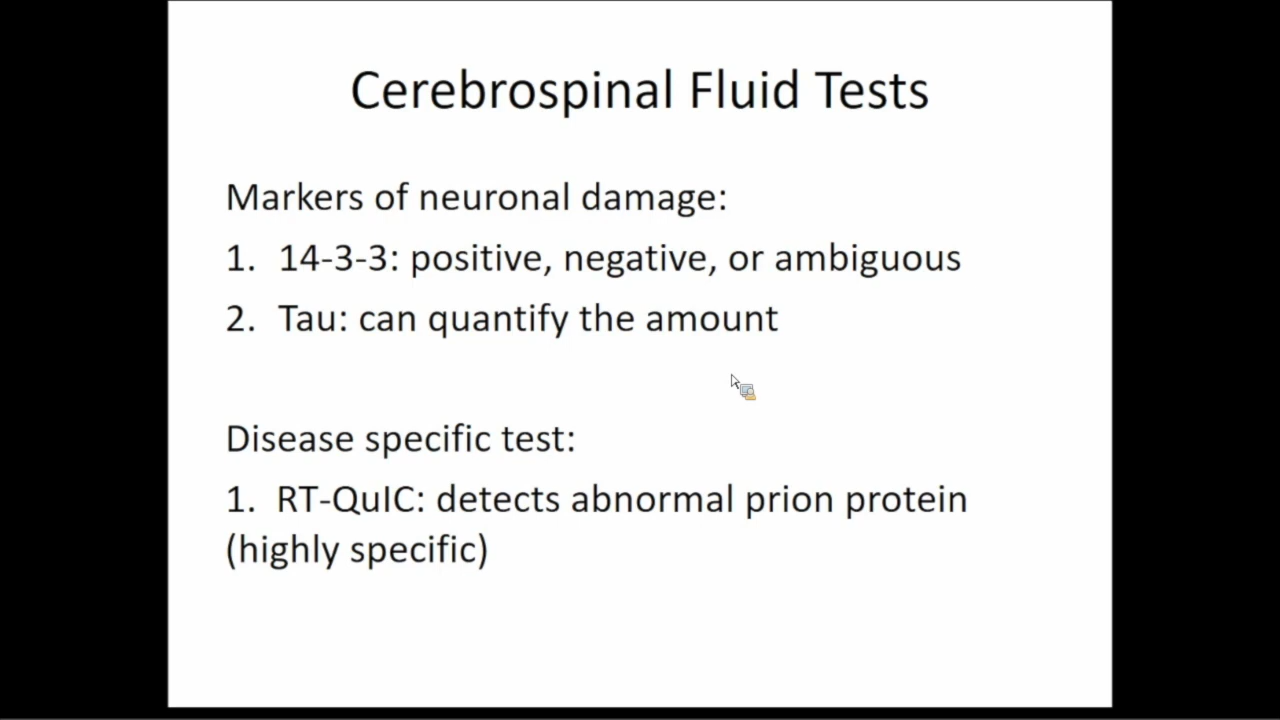 Cerebrospinal Fluid Tests
Markers of neuronal damage:
1. 14-3-3: positive, negative, or ambiguous
2. Tau: can quantify the amount
Disease specific test:
1. RT-QuIC: detects abnormal prion protein
(highly specific)